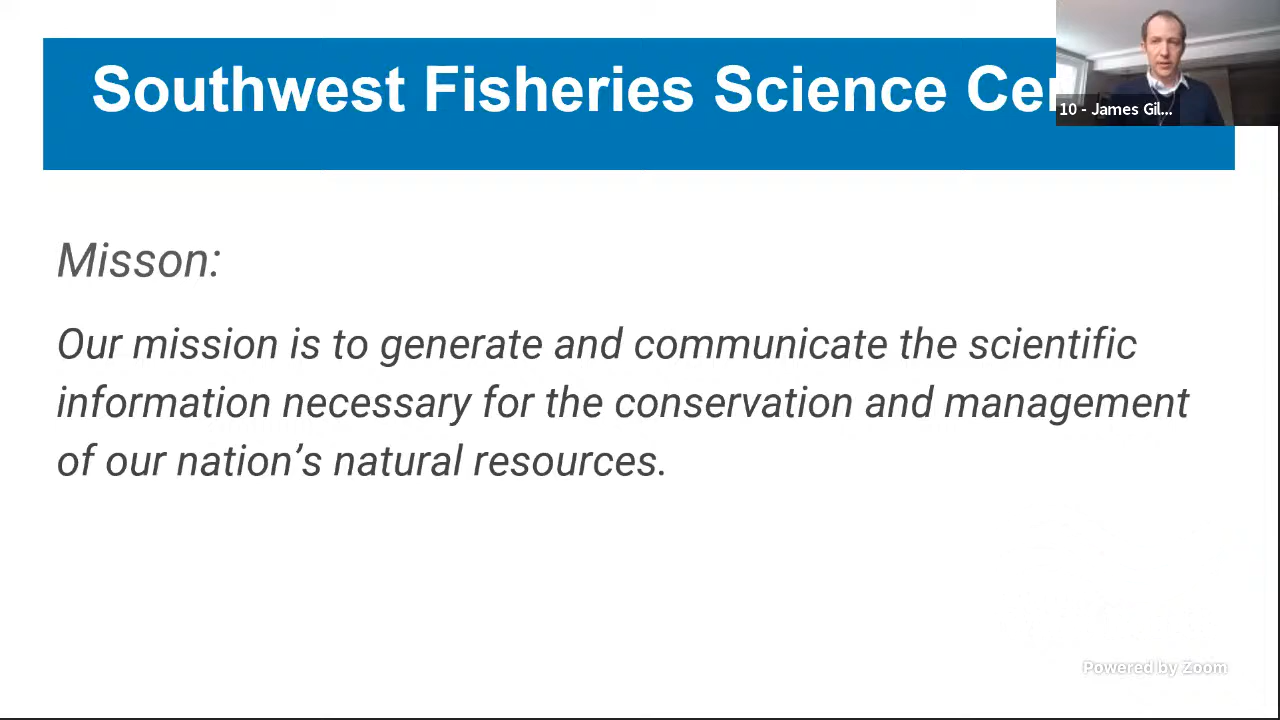 Southwest Fisheries Science Cen
10 - James Gil...
Misson:
Our mission is to generate and communicate the scientific
information necessary for the conservation and management
of our nation’s natural resources.
Powered by Zoom